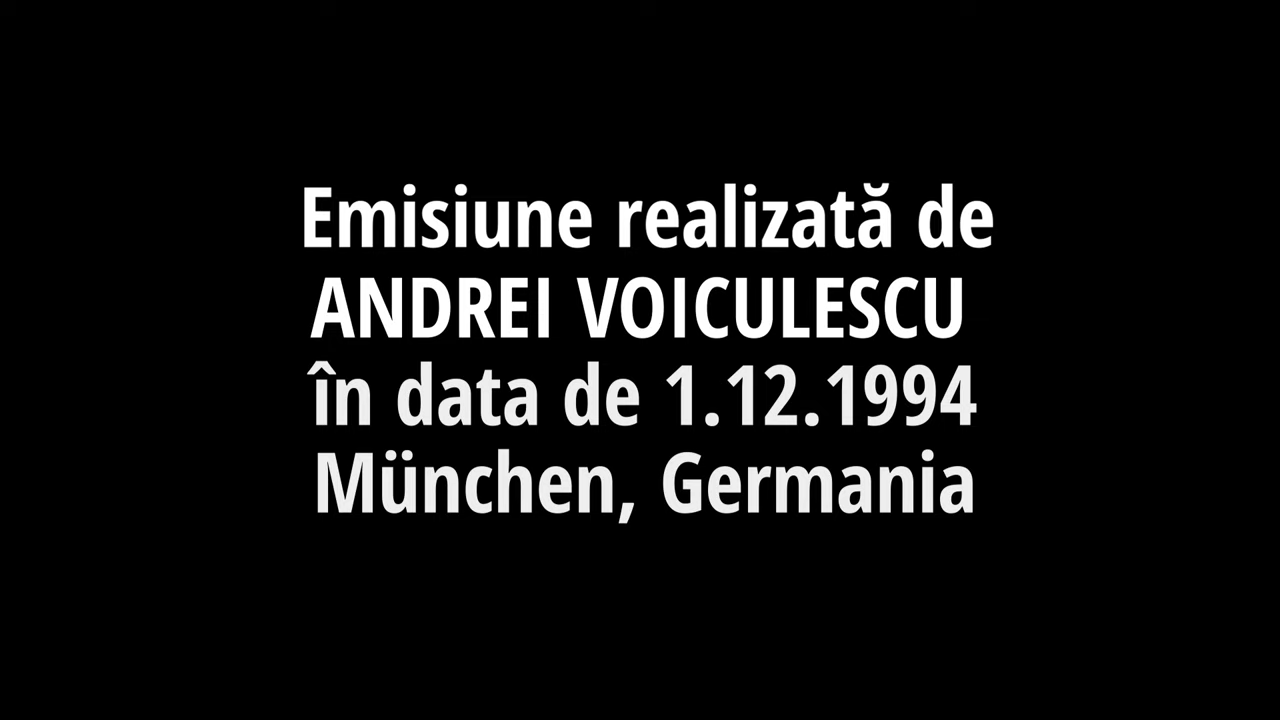 Emisiune realizată de
ANDREI VOICULESCU
în data de 1.12.1994
München, Germania